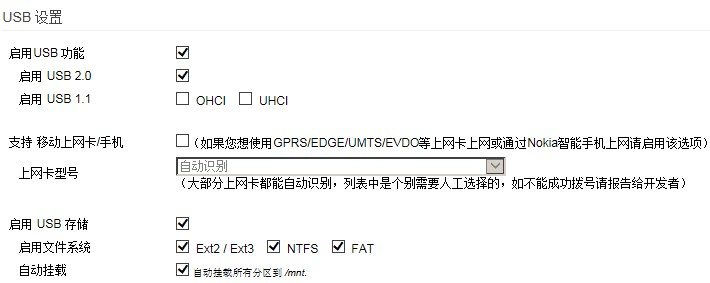 USB 设置
启用USB 功能
启用 USB 2.0
启用 USB 1.1 OHCI UHCI
支持 移动上网卡/手机 (如果您想使用GPRS/EDGE/UMTS/EVDO等上网卡上网或通过Nokia智能手机上网请启用该选项)
上网卡型号 自动识别
(大部分上网卡都能自动识别，列表中是个别需要人工选择的，如不能成功拨号请报告给开发者)
启用 USB 存储
启用文件系统 Ext2 / Ext3 NTFS FAT
自动挂载 自动挂载所有分区到 /mnt.